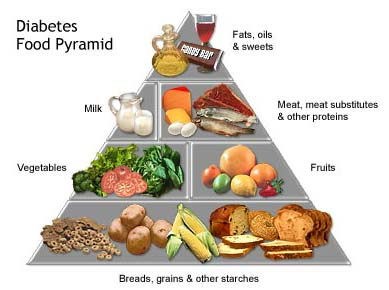 Diabetes
Food Pyramid
Fats, oils
& sweets
CANDY BAR
Milk
Meat, meat substitutes
& other proteins
Vegetables
Fruits
Breads, grains & other starches